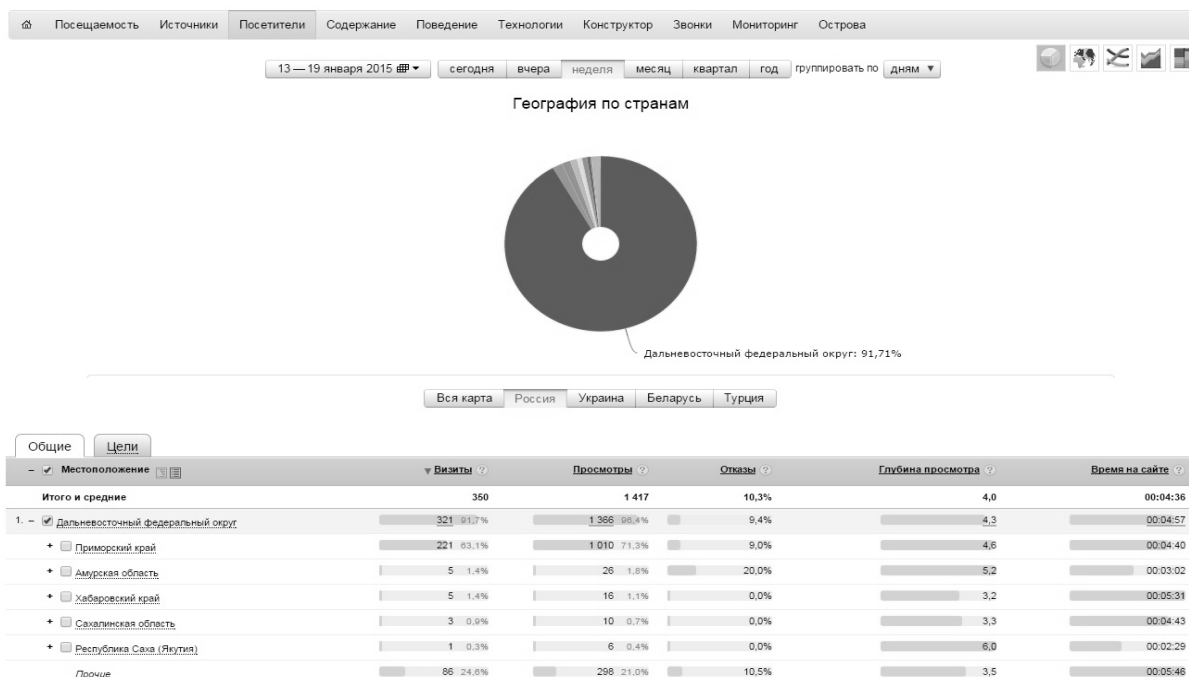 Посещаемость Источники Посетители Содержание Поведение Технологии Конструктор Звонки Мониторинг Острова
13 — 19 января 2015 сегодня вчера неделя месяц квартал год группировать по дням
География по странам
Дальневосточный федеральный округ: 91,71%
Вся карта Россия Украина Беларусь Турция
Общие Цели
– Местоположение Визиты ? Просмотры ? Отказы ? Глубина просмотра ? Время на сайте ?
Итого и средние 350 1 417 10,3% 4,0 00:04:36
1. – Дальневосточный федеральный округ 321 91,7% 1 366 96,4% 9,4% 4,3 00:04:57
+ Приморский край 221 63,1% 1 010 71,3% 9,0% 4,6 00:04:40
+ Амурская область 5 1,4% 26 1,8% 20,0% 5,2 00:03:02
+ Хабаровский край 5 1,4% 16 1,1% 0,0% 3,2 00:05:31
+ Сахалинская область 3 0,9% 10 0,7% 0,0% 3,3 00:04:43
+ Республика Саха (Якутия) 1 0,3% 6 0,4% 0,0% 6,0 00:02:29
Прочие 86 24,6% 298 21,0% 10,5% 3,5 00:05:46